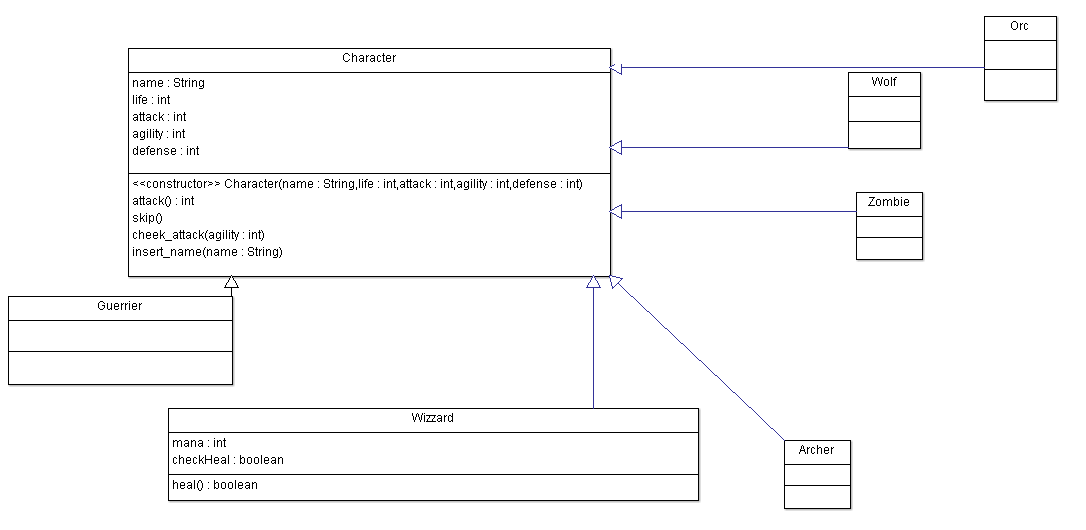 Orc
Character
Wolf
name : String
life : int
attack : int
agility : int
defense : int
<<constructor>> Character(name : String,life : int,attack : int,agility : int,defense : int)
attack() : int
skip()
cheek_attack(agility : int)
insert_name(name : String)
Zombie
Guerrier
Wizzard
mana : int
checkHeal : boolean
heal() : boolean
Archer